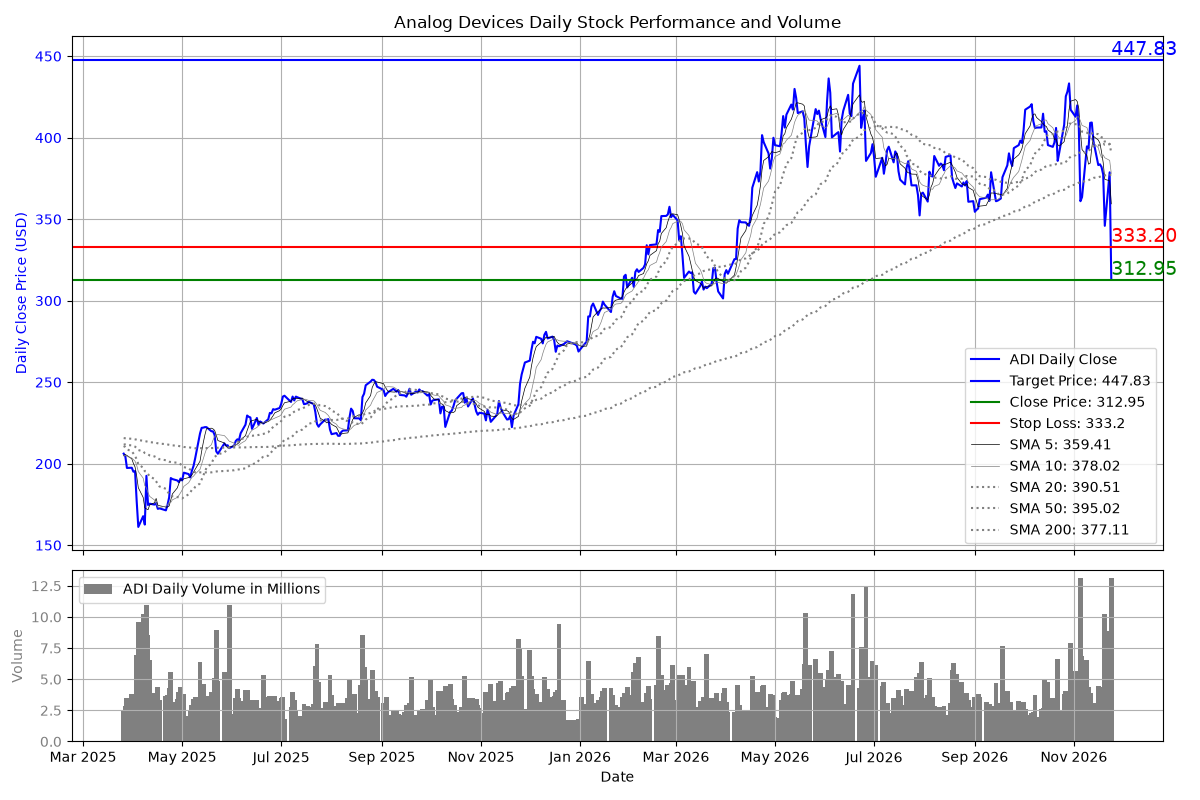 Analog Devices Daily Stock Performance and Volume
447.83
450
400
350
333.20
312.95
300
250
200
150
Daily Close Price (USD)
ADI Daily Close
Target Price: 447.83
Close Price: 312.95
Stop Loss: 333.2
SMA 5: 359.41
SMA 10: 378.02
SMA 20: 390.51
SMA 50: 395.02
SMA 200: 377.11
ADI Daily Volume in Millions
12.5
10.0
7.5
5.0
2.5
0.0
Volume
Mar 2025 May 2025 Jul 2025 Sep 2025 Nov 2025 Jan 2026 Mar 2026 May 2026 Jul 2026 Sep 2026 Nov 2026
Date